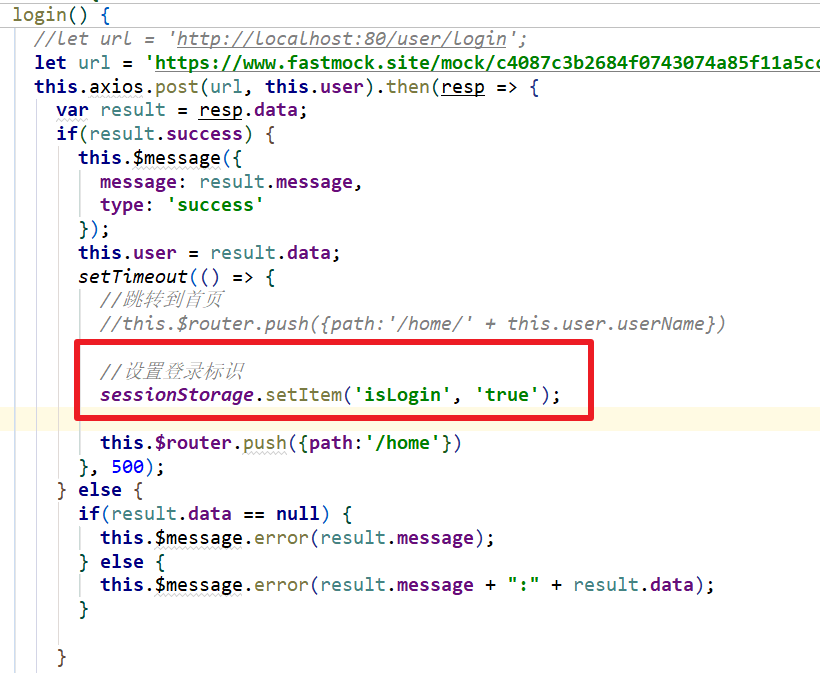 login() {
//let url = 'http://localhost:80/user/login';
let url = 'https://www.fastmock.site/mock/c4087c3b2684f0743074a85f11a5cc
this.axios.post(url, this.user).then(resp => {
var result = resp.data;
if(result.success) {
this.$message({
message: result.message,
type: 'success'
});
this.user = result.data;
setTimeout(() => {
//跳转到首页
//this.$router.push({path:'/home/' + this.user.userName})
//设置登录标识
sessionStorage.setItem('isLogin', 'true');
this.$router.push({path:'/home'})
}, 500);
} else {
if(result.data == null) {
this.$message.error(result.message);
} else {
this.$message.error(result.message + ":" + result.data);
}
}